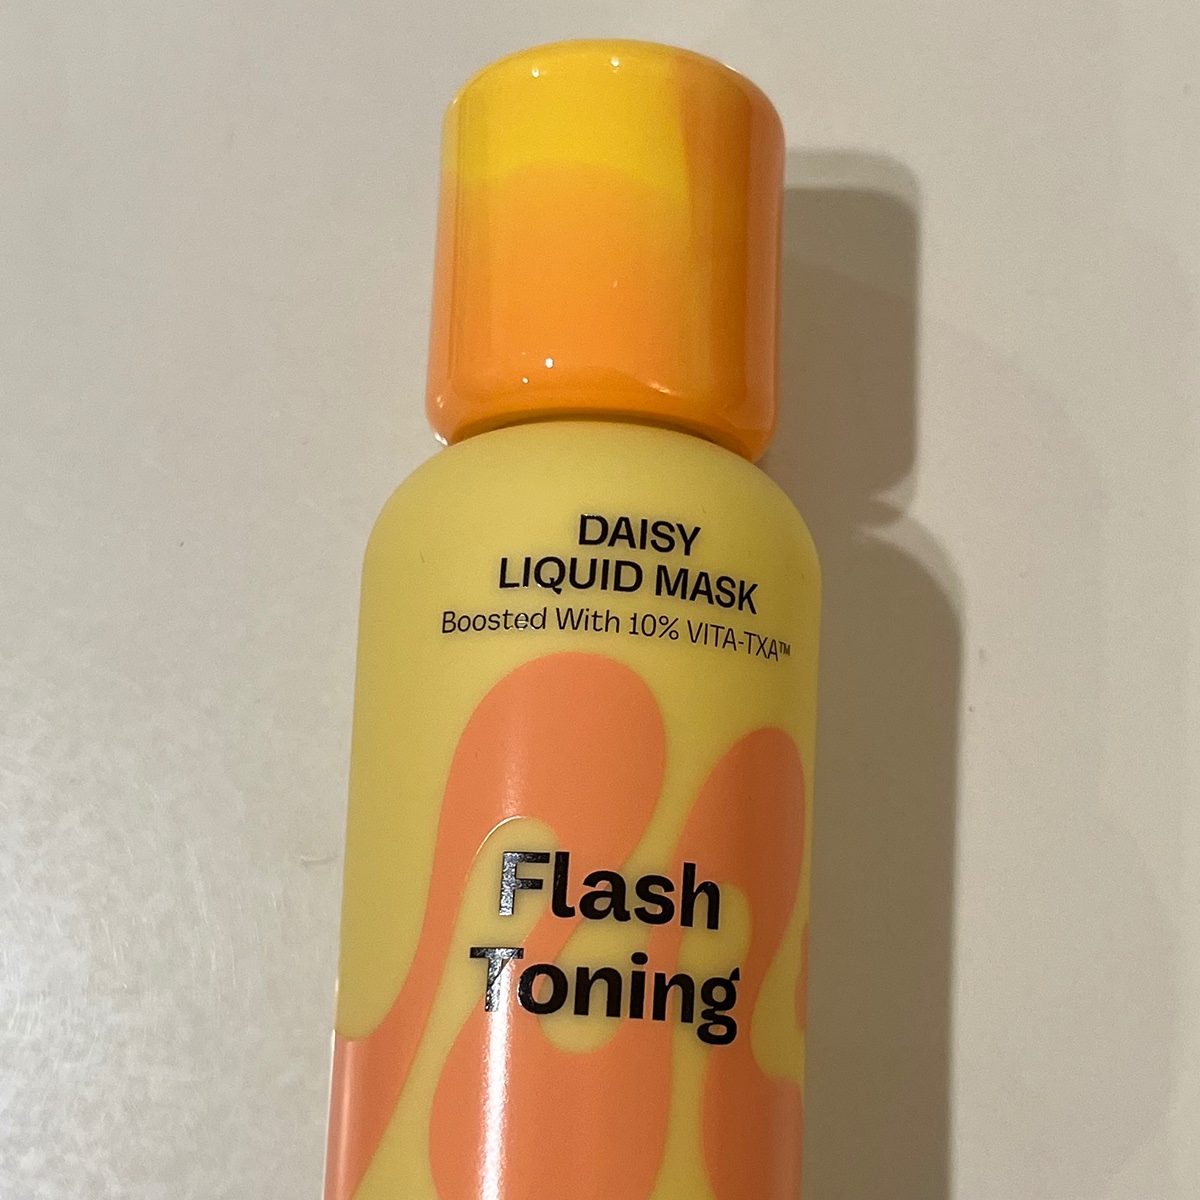 DAISY
LIQUID MASK
Boosted With 10% VITA-TXA™
Flash
Toning